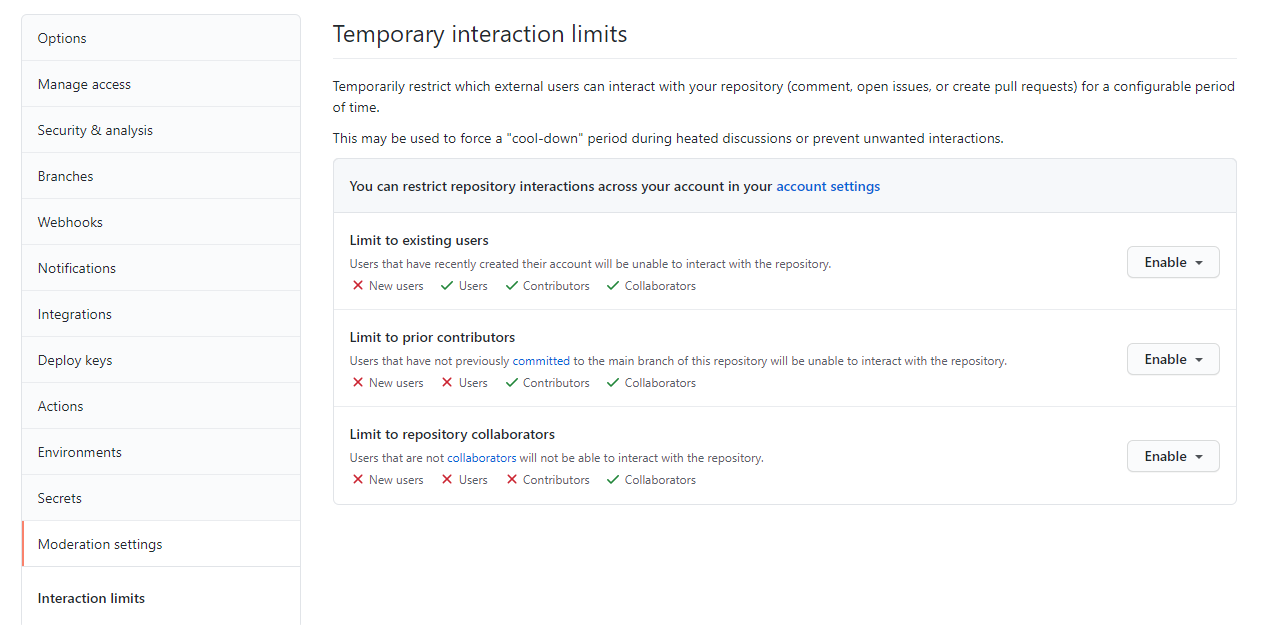 Options
Manage access
Security & analysis
Branches
Webhooks
Notifications
Integrations
Deploy keys
Actions
Environments
Secrets
Moderation settings
Interaction limits
Temporary interaction limits
Temporarily restrict which external users can interact with your repository (comment, open issues, or create pull requests) for a configurable period
of time.
This may be used to force a "cool-down" period during heated discussions or prevent unwanted interactions.
You can restrict repository interactions across your account in your account settings
Limit to existing users
Users that have recently created their account will be unable to interact with the repository.
New users Users Contributors Collaborators
Enable
Limit to prior contributors
Users that have not previously committed to the main branch of this repository will be unable to interact with the repository.
New users Users Contributors Collaborators
Enable
Limit to repository collaborators
Users that are not collaborators will not be able to interact with the repository.
New users Users Contributors Collaborators
Enable